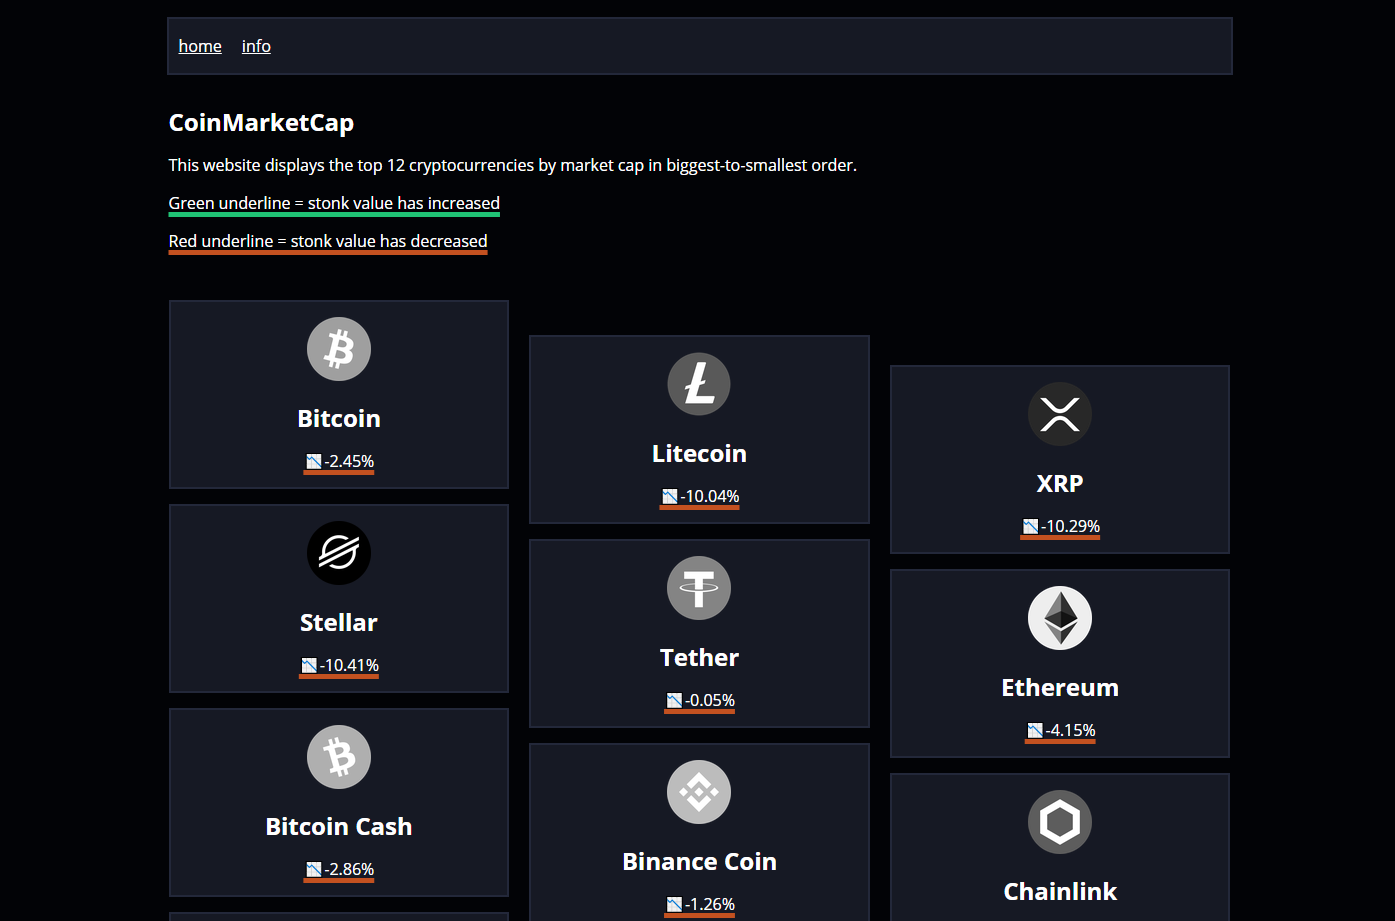 home info
CoinMarketCap
This website displays the top 12 cryptocurrencies by market cap in biggest-to-smallest order.
Green underline = stonk value has increased
Red underline = stonk value has decreased
Bitcoin
📉-2.45%
Litecoin
📉-10.04%
XRP
📉-10.29%
Stellar
📉-10.41%
Tether
📉-0.05%
Ethereum
📉-4.15%
Bitcoin Cash
📉-2.86%
Binance Coin
📉-1.26%
Chainlink